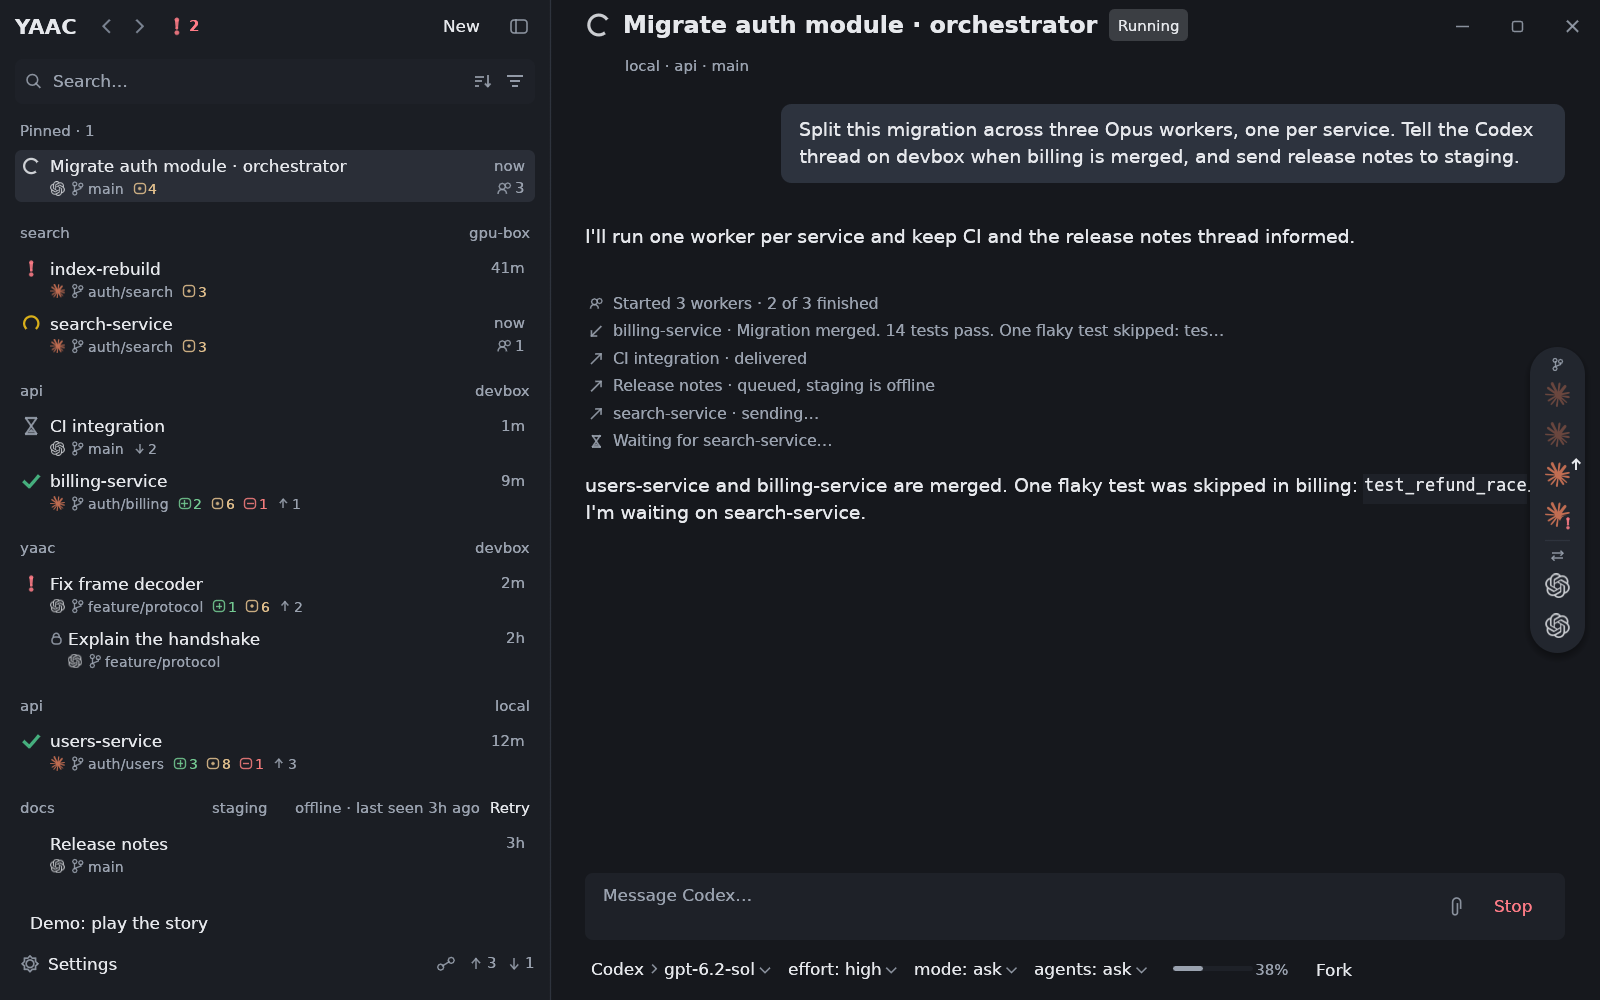 YAAC
2
New
Search...
Pinned · 1
Migrate auth module · orchestrator
now
main
4
3
search
gpu-box
index-rebuild
41m
auth/search
3
search-service
now
auth/search
3
1
api
devbox
CI integration
1m
main
2
billing-service
9m
auth/billing
2
6
1
1
yaac
devbox
Fix frame decoder
2m
feature/protocol
1
6
2
Explain the handshake
2h
feature/protocol
api
local
users-service
12m
auth/users
3
8
1
3
docs
staging
offline · last seen 3h ago
Retry
Release notes
3h
main
Demo: play the story
Settings
3
1
Migrate auth module · orchestrator
Running
local · api · main
Split this migration across three Opus workers, one per service. Tell the Codex
thread on devbox when billing is merged, and send release notes to staging.
I'll run one worker per service and keep CI and the release notes thread informed.
Started 3 workers · 2 of 3 finished
billing-service · Migration merged. 14 tests pass. One flaky test skipped: tes…
CI integration · delivered
Release notes · queued, staging is offline
search-service · sending…
Waiting for search-service…
users-service and billing-service are merged. One flaky test was skipped in billing: test_refund_race.
I'm waiting on search-service.
Message Codex…
Stop
Codex
gpt-6.2-sol
effort: high
mode: ask
agents: ask
38%
Fork